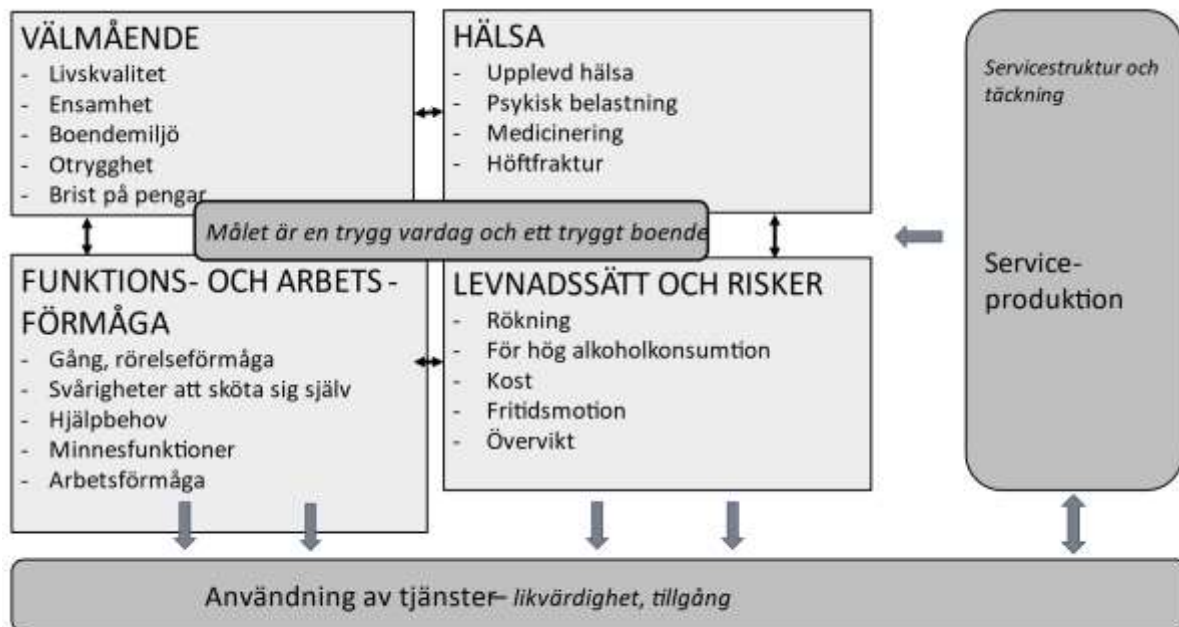 VÄLMÅENDE
- Livskvalitet
- Ensamhet
- Boendemiljö
- Otrygghet
- Brist på pengar
HÄLSA
- Upplevd hälsa
- Psykisk belastning
- Medicinering
- Höftfraktur
Målet är en trygg vardag och ett tryggt boende
FUNKTIONS- OCH ARBETS -
FÖRMÅGA
- Gång, rörelseförmåga
- Svårigheter att sköta sig själv
- Hjälpbehov
- Minnesfunktioner
- Arbetsförmåga
LEVNADSSÄTT OCH RISKER
- Rökning
- För hög alkoholkonsumtion
- Kost
- Fritidsmotion
- Övervikt
Servicestruktur och
täckning
Service-
produktion
Användning av tjänster– likvärdighet, tillgång